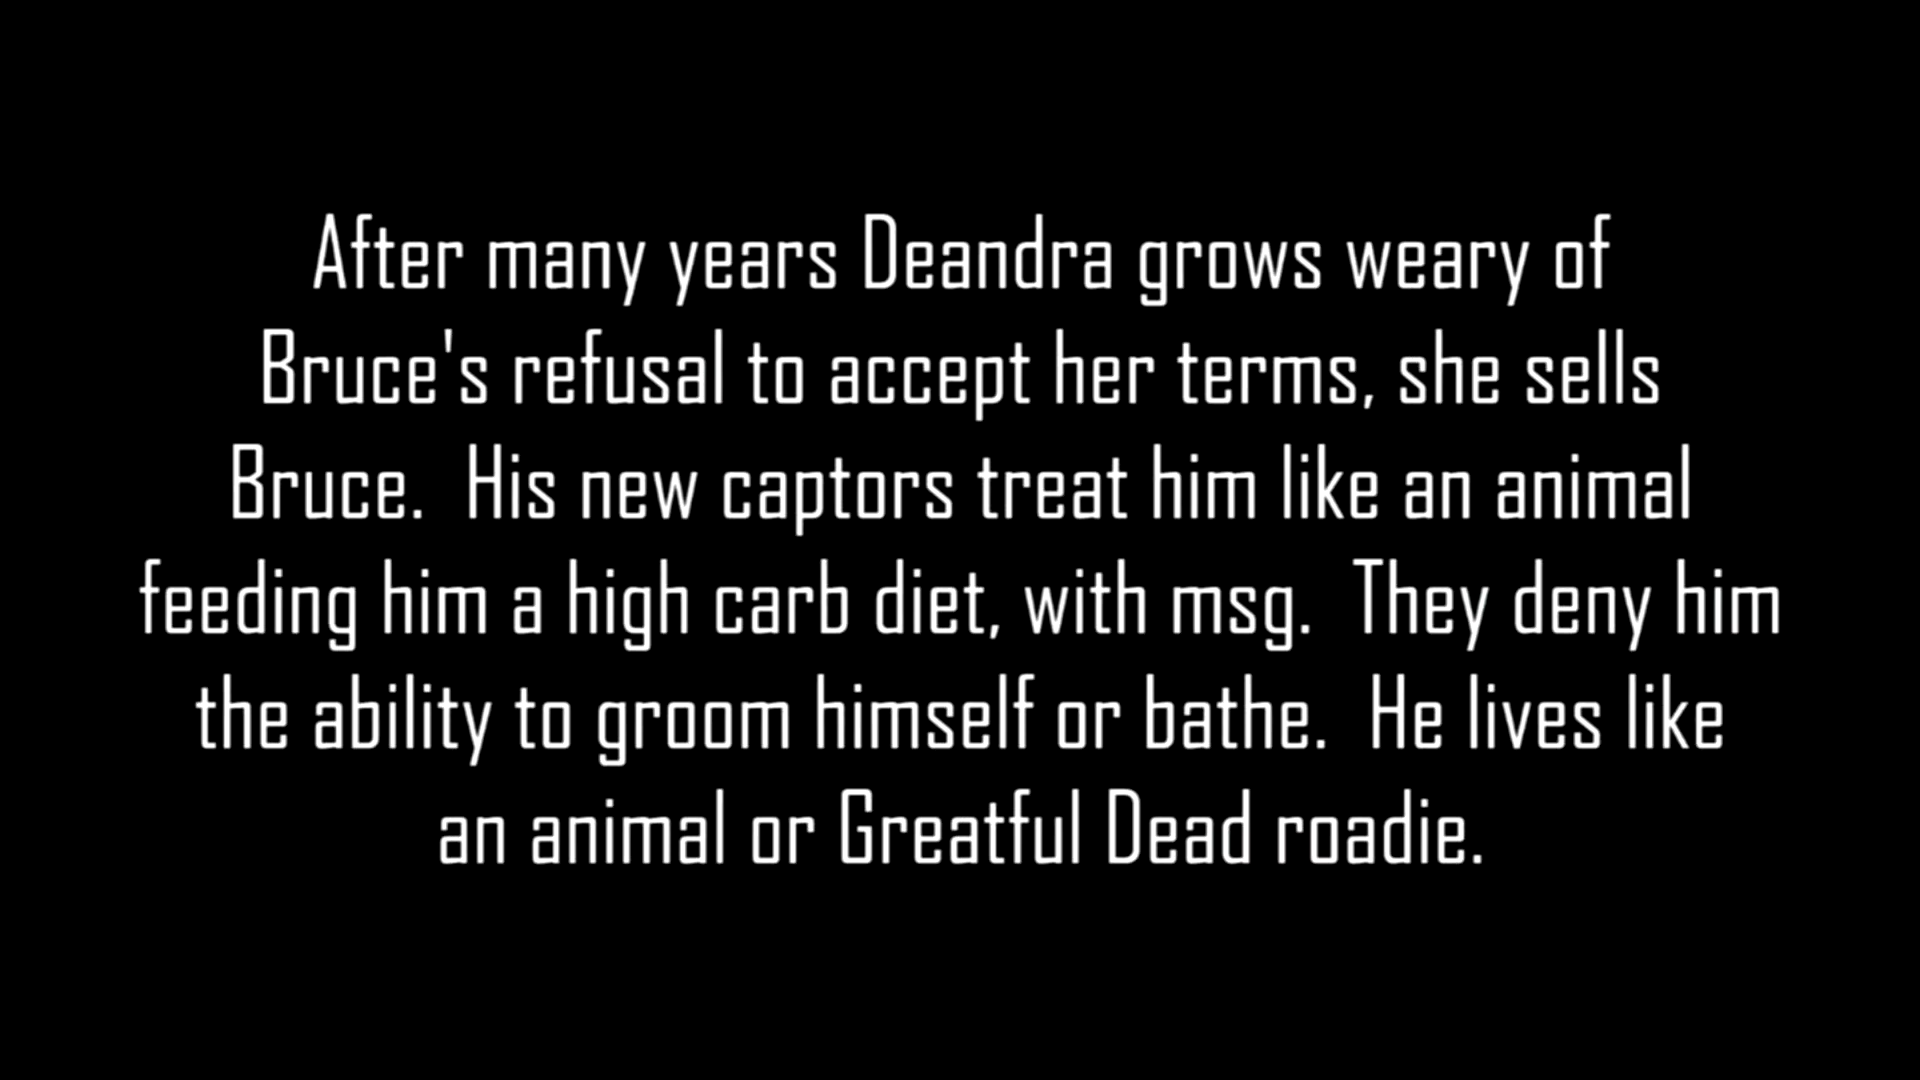 After many years Deandra grows weary of
Bruce's refusal to accept her terms, she sells
Bruce.  His new captors treat him like an animal
feeding him a high carb diet, with msg.  They deny him
the ability to groom himself or bathe.  He lives like
an animal or Greatful Dead roadie.